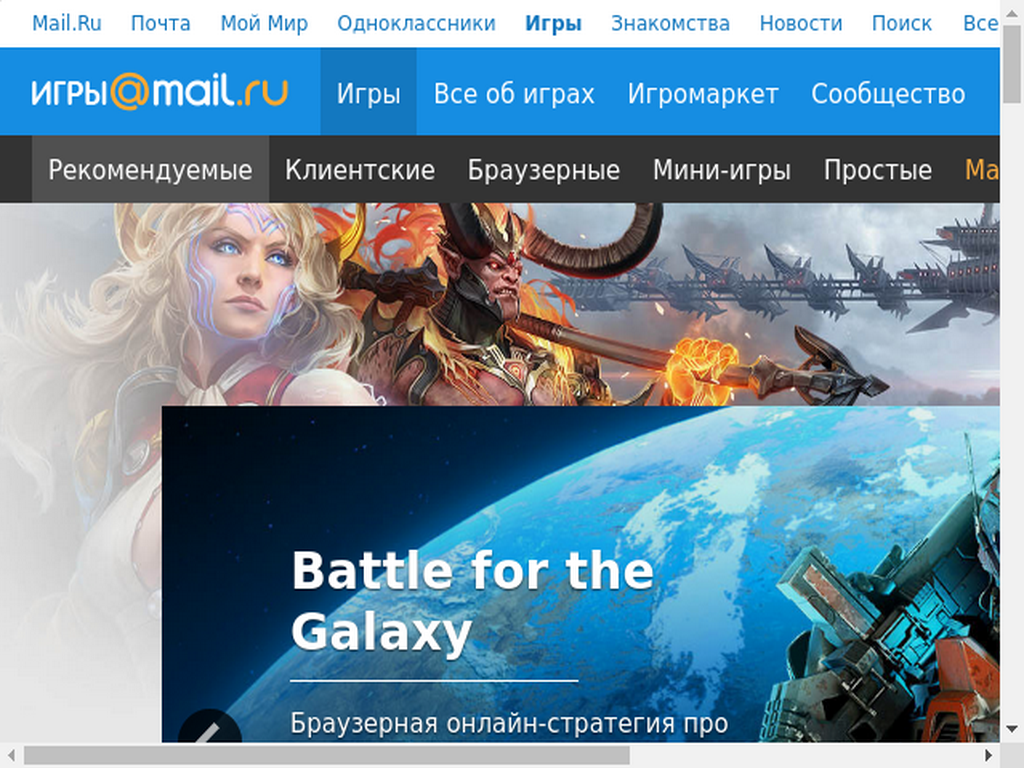 Mail.Ru Почта Мой Мир Одноклассники Игры Знакомства Новости Поиск Все
игры@mail.ru Игры Все об играх Игромаркет Сообщество
Рекомендуемые Клиентские Браузерные Мини-игры Простые Ма
Battle for the
Galaxy
Браузерная онлайн-стратегия про